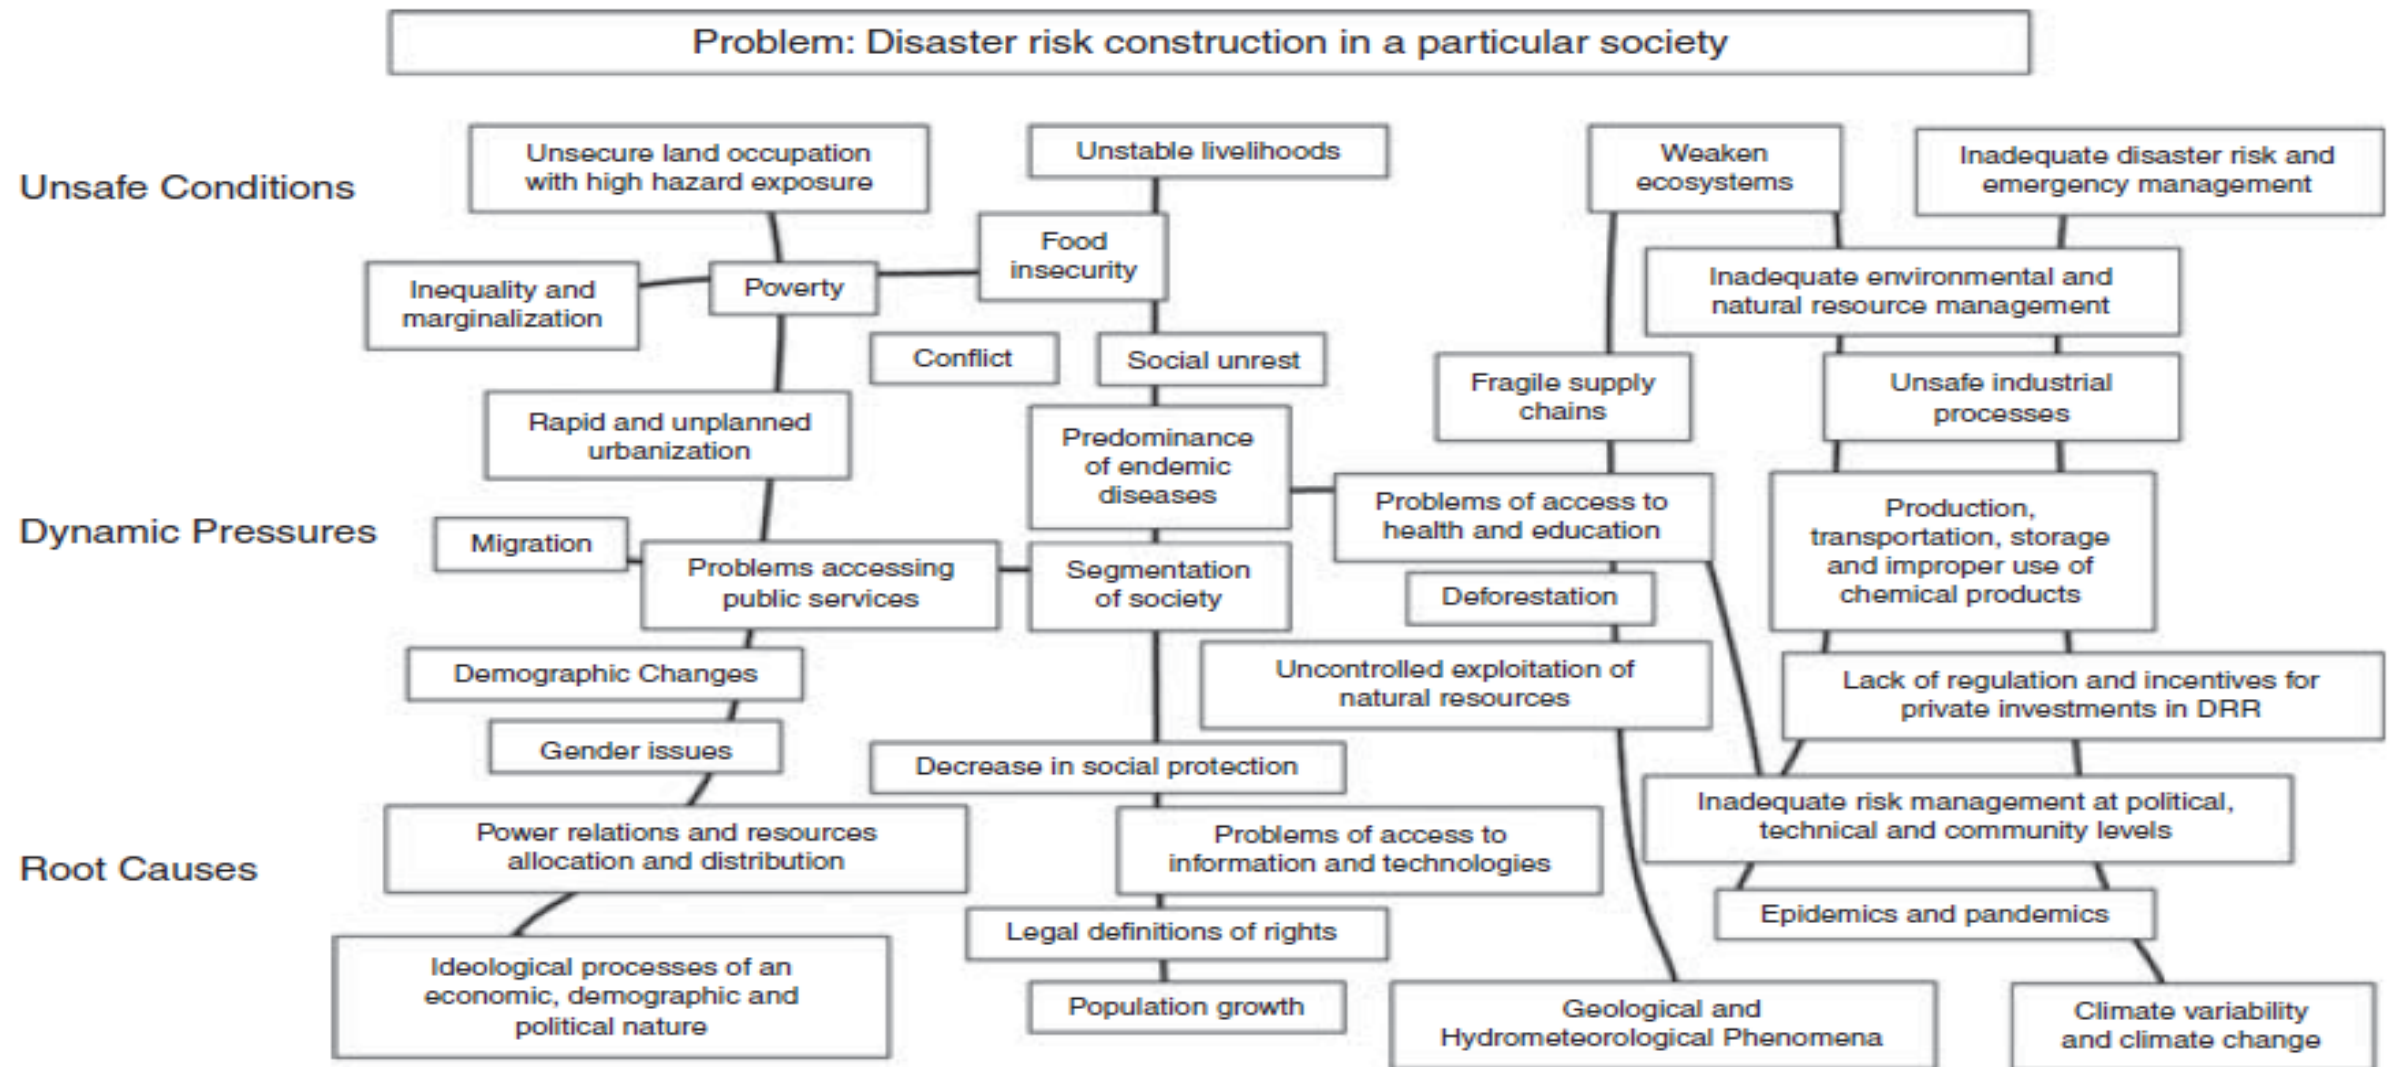 Problem: Disaster risk construction in a particular society
Unsafe Conditions
Unsecure land occupation
with high hazard exposure
Unstable livelihoods
Weaken
ecosystems
Inadequate disaster risk and
emergency management
Inequality and
marginalization
Poverty
Food
insecurity
Inadequate environmental and
natural resource management
Conflict
Social unrest
Fragile supply
chains
Unsafe industrial
processes
Rapid and unplanned
urbanization
Predominance
of endemic
diseases
Dynamic Pressures
Migration
Problems accessing
public services
Segmentation
of society
Problems of access to
health and education
Production,
transportation, storage
and improper use of
chemical products
Deforestation
Demographic Changes
Uncontrolled exploitation of
natural resources
Lack of regulation and incentives for
private investments in DRR
Gender issues
Decrease in social protection
Inadequate risk management at political,
technical and community levels
Root Causes
Power relations and resources
allocation and distribution
Problems of access to
information and technologies
Epidemics and pandemics
Legal definitions of rights
Ideological processes of an
economic, demographic and
political nature
Population growth
Geological and
Hydrometeorological Phenomena
Climate variability
and climate change